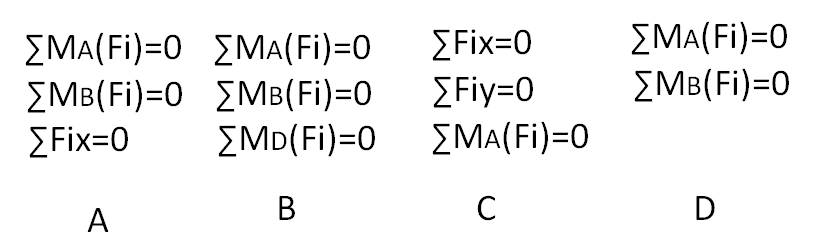 ∑MA(Fi)=0
∑MB(Fi)=0
∑Fix=0
A
∑MA(Fi)=0
∑MB(Fi)=0
∑MD(Fi)=0
B
∑Fix=0
∑Fiy=0
∑MA(Fi)=0
C
∑MA(Fi)=0
∑MB(Fi)=0
D